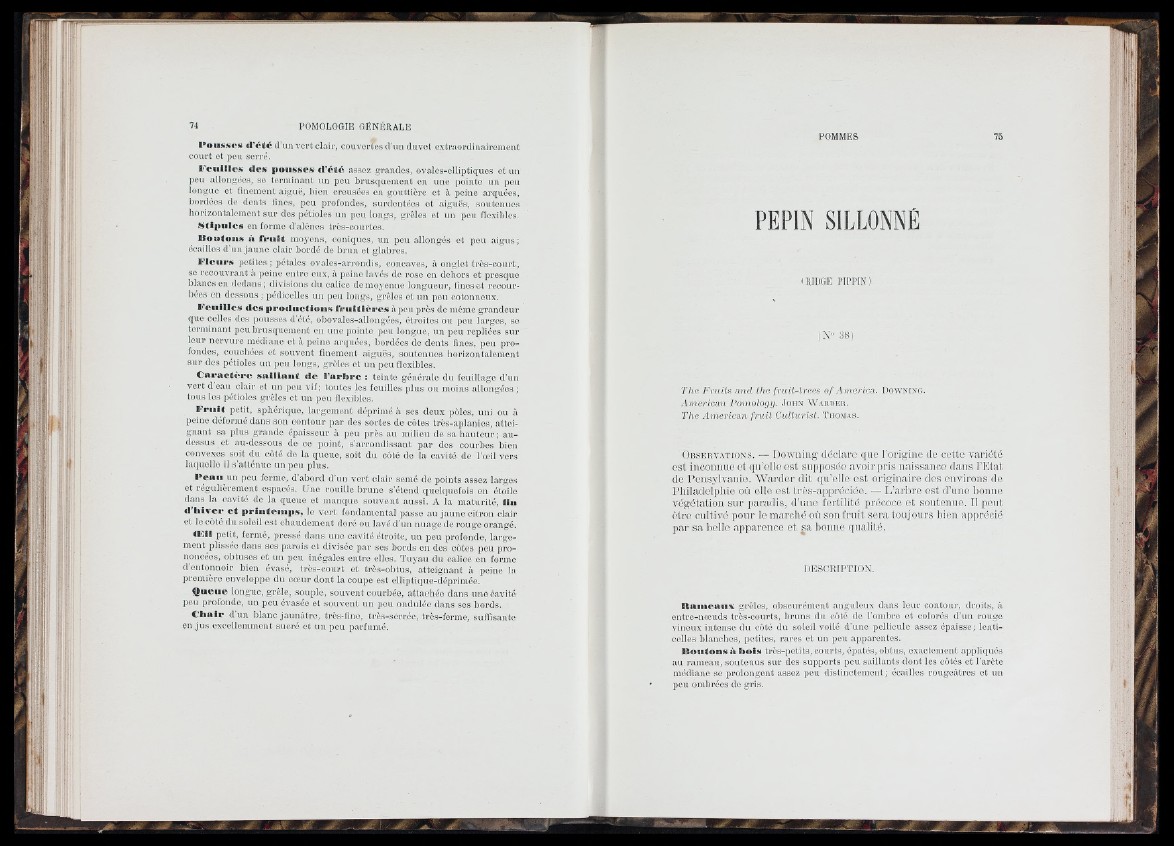 74 POMOLOGIE GÉNÉRALE
Pousses d'été d'un vert clair, couvertes d'un duvet extraordinairement
court et peu serré.
Feuilles des pousses d'été assez grandes, ovales-elliptiques et un
peu allongées, se terminant un peu brusquement en une pointe un peu
longue et finement aiguë, bien creusées en gouttière et à peine arquées,
bordées de dents fines, peu profondes, surdentées et aiguës, soutenues
horizontalement sur des pétioles un peu longs, grêles et un peu flexibles.
Stipules en forme d'alènes très-courtes.
Boutons à fruit moyens, coniques, un peu allongés et peu aigus;
écailles d'un jaune clair bordé de brun et glabres.
Fleurs petites; pétales ovales-arrondis, concaves, à onglet très-court,
se recouvrant à peine entre eux, à peine lavés de rose en dehors et presque
blancs en dedans; divisions du calice de moyenne longueur, fines et recour-
bées en dessous; pédicelles un peu longs, grêles et un peu cotonneux.
Feuilles des productions fruitières à peu près de même grandeur
que celles des pousses d'été, obovales-allongées, étroites ou peu larges, se
terminant peu brusquement en une pointe peu longue, un peu repliées sur
leur nervure médiane et à peine arquées, bordées de dents fines, peu pro-
fondes, couchées et souvent finement aiguës, soutenues horizontalement
sur des pétioles un peu longs, grêles et un peu flexibles.
Caractère saillant de l'arbre : teinte générale du feuillage d'un
vert d'eau clair et un peu vif; toutes les feuilles plus ou moins allongées;
tous les pétioles grêles et un peu flexibles.
Fruit petit, sphérique, largement déprimé à ses deux pôles, uni ou à
peine déformé dans son contour par des sortes de côtes très-aplanies, attei-
gnant sa plus grande épaisseur à peu près au milieu de sa hauteur; au-
dessus et au-dessous de ce point, s'arrondissant par des courbes bien
convexes soit du côté de la queue, soit du côté de la cavité de l'œil vers
laquelle il s'atténue un peu plus.
Peau un peu ferme, d'abord d'un vert clair semé de points assez larges
et régulièrement espacés. Une rouille brune s'étend quelquefois en étoile
dans la cavité de la queue et manque souvent aussi. A la maturité, fin
d'hiver et printemps, le vert fondamental passe au jaune citron clair
et le côté du soleil est chaudement doré ou lavé d'un nuage de rouge orangé.
Œil petit, fermé, pressé dans une cavité étroite, un peu profonde, large-
ment plissée dans ses parois et divisée par ses bords en des côtes peu pro-
noncées, obtuses et un peu inégales entre elles. Tuyau du calice en forme
d'entonnoir bien évasé, très-court et très-obtus, atteignant à peine la
première enveloppe du cœur dont la coupe est elliptique-déprimée.
Queue longue, grêle, souple, souvent courbée, attachée dans une cavité
peu profonde, un peu évasée et souvent un peu ondulée dans ses bords.
Chair d'un blanc jaunâtre, très-fine, très-serrée, très-ferme, suffisante
en jus excellemment sucré et un peu parfumé.
POMMES 75
PEPIN SILLONNÉ
(RIDGE PIPPIN)
(N° 38)
The Fruits and the fruit-trees of America. DOWNING.
American Pomology. JOHN WARDER.
The American fruit Culturist. THOMAS.
OBSERVATIONS. — Downing déclare que l'origine de cette variété
est inconnue et qu'elle est supposée avoir pris naissance dans l'Etat
de Pensylvanie. Warder dit qu'elle est originaire des environs de
Philadelphie où elle est très-appréciée. — L'arbre est d'une bonne
végétation sur paradis, d'une fertilité précoce et soutenue. Il peut
être cultivé pour le marché où son fruit sera toujours bien apprécié
par sa belle apparence et sa bonne qualité.
DESCRIPTION.
Rameaux grêles, obscurément anguleux dans leur contour, droits, à
entre-nœuds très-courts, bruns du côté de l'ombre et colorés d'un rouge
vineux intense du côté du soleil voilé d'une pellicule assez épaisse; lenti-
celles blanches, petites, rares et un peu apparentes.
Boutons à bois très-petits, courts, épatés, obtus, exactement appliqués
au rameau, soutenus sur des supports peu saillants dont les côtés et l'arête
médiane se prolongent assez peu distinctement; écailles rougeâtres et un
peu ombrées de gris.